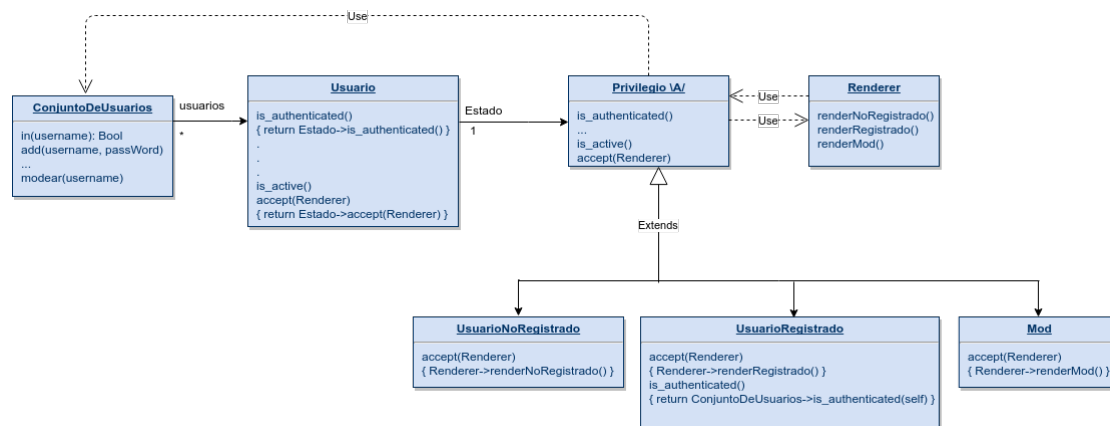 Use
ConjuntoDeUsuarios
in(username): Bool
add(username, passWord)
...
modear(username)
usuarios
*
Usuario
is_authenticated()
{ return Estado->is_authenticated() }
.
.
.
is_active()
accept(Renderer)
{ return Estado->accept(Renderer) }
Estado
1
Privilegio \A/
is_authenticated()
...
is_active()
accept(Renderer)
Use
Use
Renderer
renderNoRegistrado()
renderRegistrado()
renderMod()
Extends
UsuarioNoRegistrado
accept(Renderer)
{ Renderer->renderNoRegistrado() }
UsuarioRegistrado
accept(Renderer)
{ Renderer->renderRegistrado() }
is_authenticated()
{ return ConjuntoDeUsuarios->is_authenticated(self) }
Mod
accept(Renderer)
{ Renderer->renderMod() }